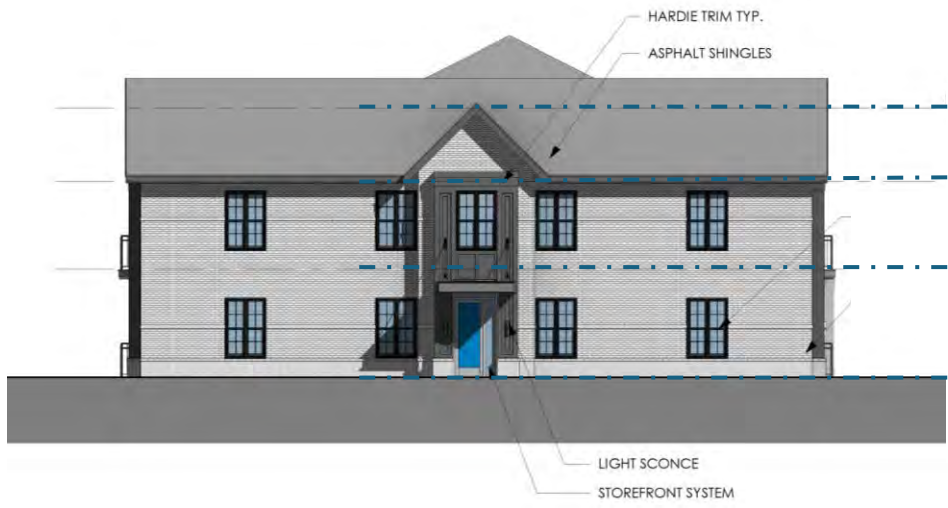 HARDIE TRIM TYP.
ASPHALT SHINGLES
LIGHT SCONCE
STOREFRONT SYSTEM